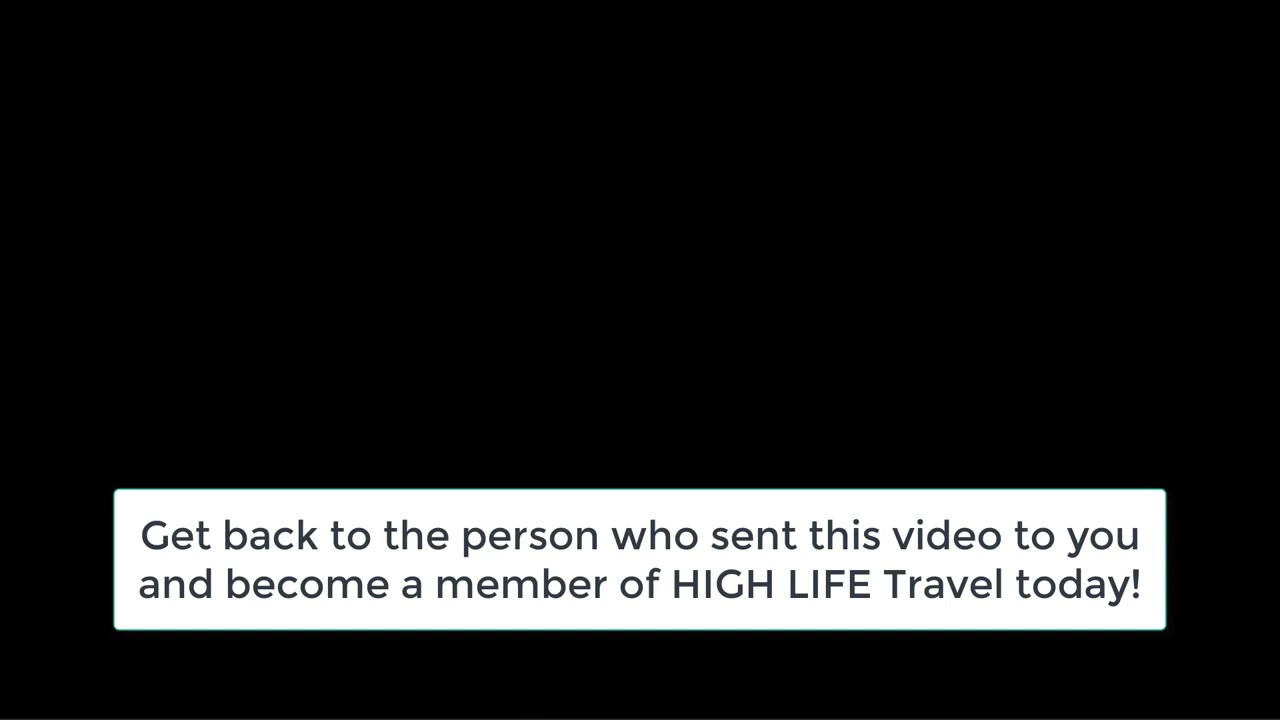 Get back to the person who sent this video to you
and become a member of HIGH LIFE Travel today!